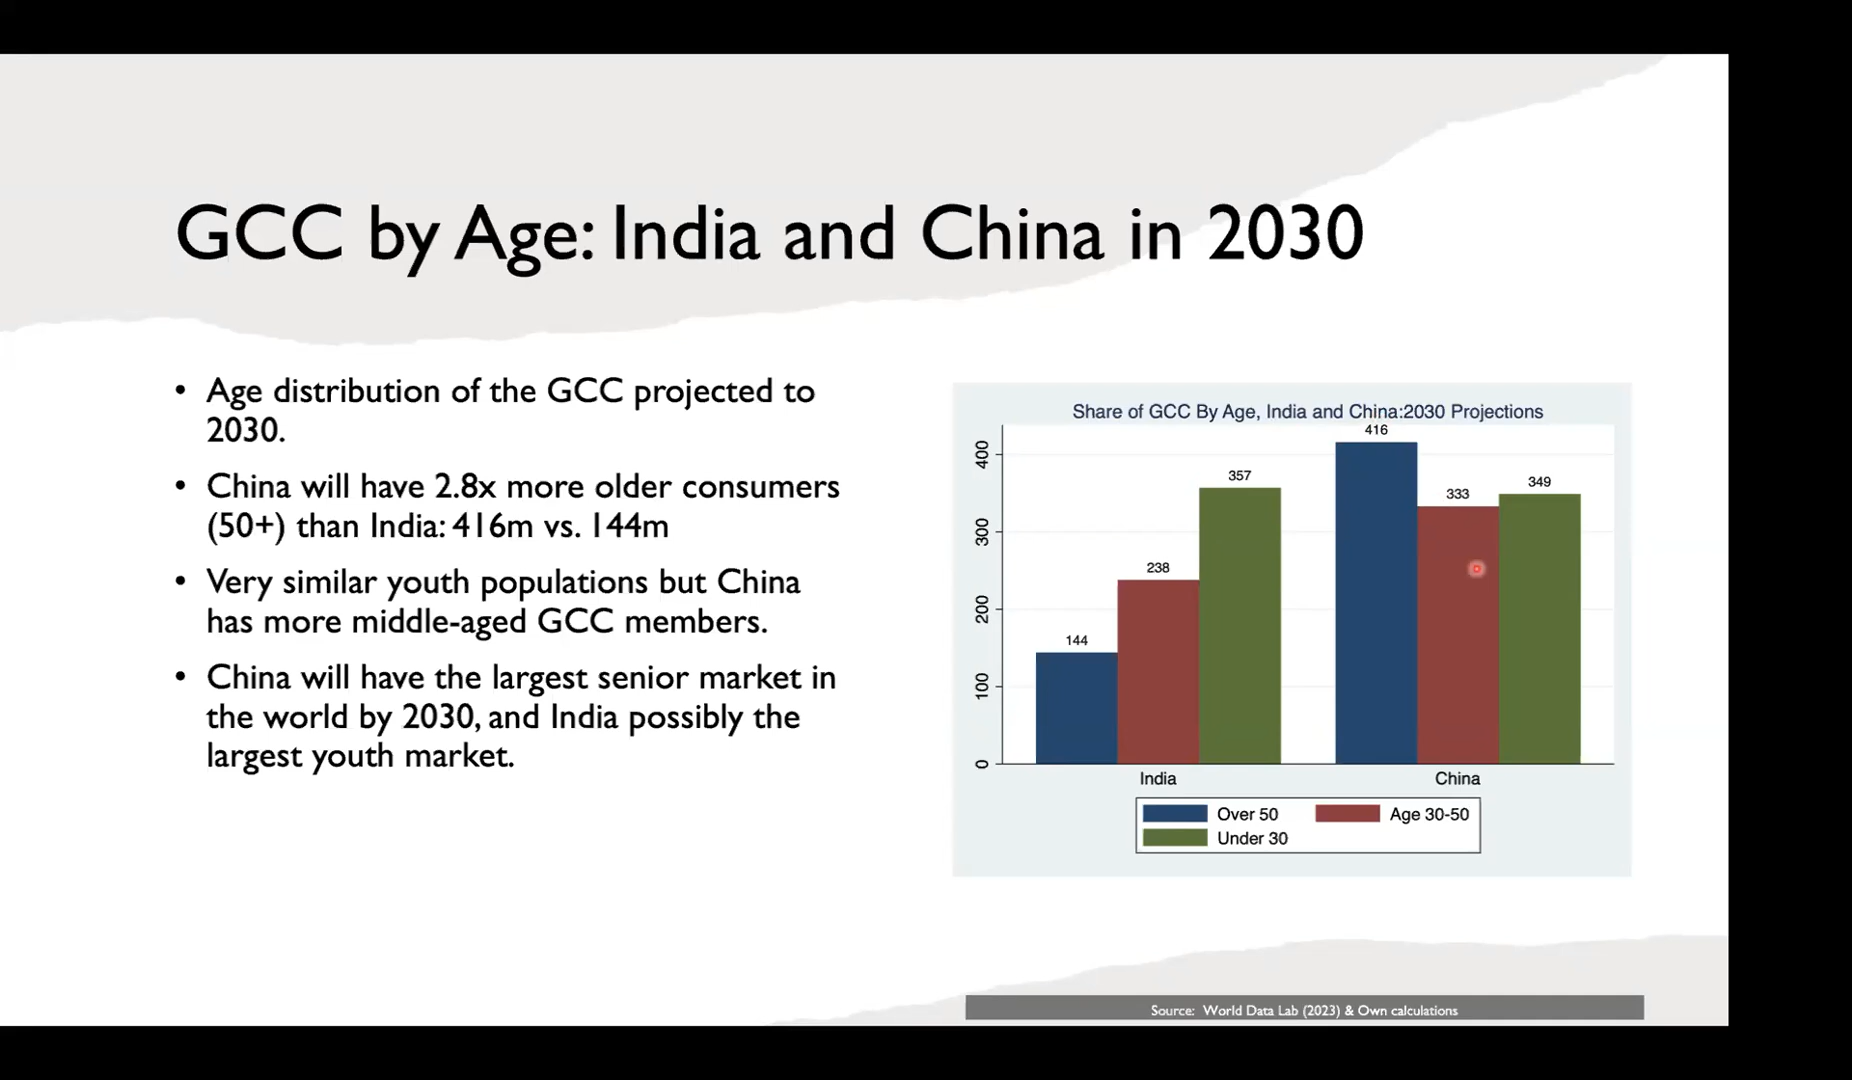 GCC by Age: India and China in 2030
• Age distribution of the GCC projected to
2030.
• China will have 2.8x more older consumers
(50+) than India: 416m vs. 144m
• Very similar youth populations but China
has more middle-aged GCC members.
• China will have the largest senior market in
the world by 2030, and India possibly the
largest youth market.
Share of GCC By Age, India and China:2030 Projections
400
300
200
100
0
144
238
357
416
333
349
India
China
Over 50
Age 30-50
Under 30
Source: World Data Lab (2023) & Own calculations